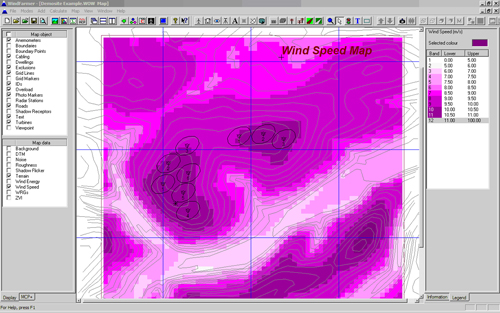 WindFarmer - [Demosite Example.WOW Map]
File Modes Add Calculate Map View Window Help
Map object
Anemometers
Boundaries
Boundary Points
Cabling
Dwellings
Exclusions
Grid Lines
Grid Markers
IDs
Overload
Photo Markers
Radar Stations
Roads
Shadow Receptors
Text
Turbines
Viewpoint
Map data
Background
DTM
Noise
Roughness
Shadow Flicker
Terrain
Wind Energy
Wind Speed
WRGs
ZVI
Display MCP+
For Help, press F1
Wind Speed Map
Wind Speed (m/s)
Selected colour
Band Lower Upper
1 0.00 5.00
2 5.00 6.00
3 6.00 7.00
4 7.00 7.50
5 7.50 8.00
6 8.00 8.50
7 8.50 9.00
8 9.00 9.50
9 9.50 10.00
10 10.00 10.50
11 10.50 11.00
12 11.00 100.00
Information Legend